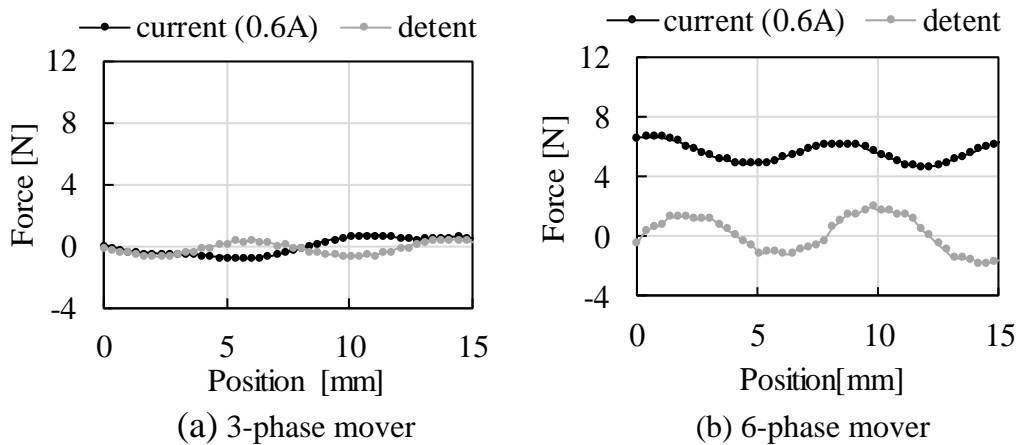 current (0.6A) detent
12
8
4
0
-4
Force [N]
0 5 10 15
Position [mm]
(a) 3-phase mover
current (0.6A) detent
12
8
4
0
-4
Force [N]
0 5 10 15
Position[mm]
(b) 6-phase mover